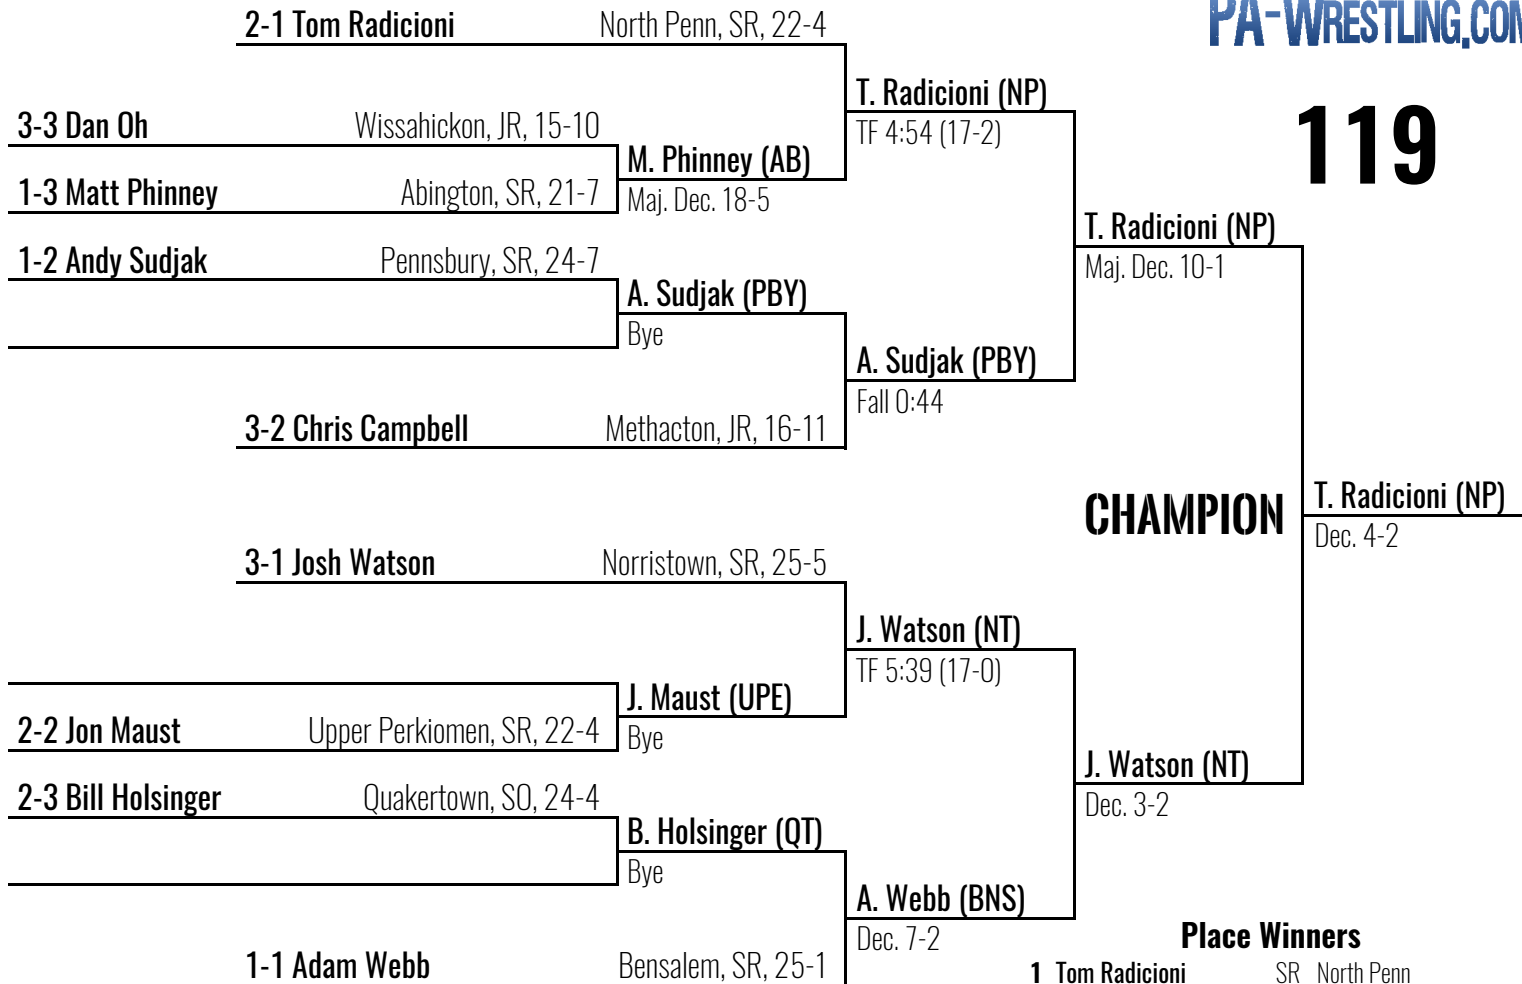 2-1 Tom Radicioni North Penn, SR, 22-4
PA-WRESTLING.COM
T. Radicioni (NP)
TF 4:54 (17-2)
119
3-3 Dan Oh Wissahickon, JR, 15-10
M. Phinney (AB)
Maj. Dec. 18-5
1-3 Matt Phinney Abington, SR, 21-7
T. Radicioni (NP)
Maj. Dec. 10-1
1-2 Andy Sudjak Pennsbury, SR, 24-7
A. Sudjak (PBY)
Bye
A. Sudjak (PBY)
Fall 0:44
3-2 Chris Campbell Methacton, JR, 16-11
CHAMPION
T. Radicioni (NP)
Dec. 4-2
3-1 Josh Watson Norristown, SR, 25-5
J. Watson (NT)
TF 5:39 (17-0)
J. Maust (UPE)
Bye
2-2 Jon Maust Upper Perkiomen, SR, 22-4
J. Watson (NT)
Dec. 3-2
2-3 Bill Holsinger Quakertown, SO, 24-4
B. Holsinger (QT)
Bye
A. Webb (BNS)
Dec. 7-2
1-1 Adam Webb Bensalem, SR, 25-1
Place Winners
1 Tom Radicioni SR North Penn